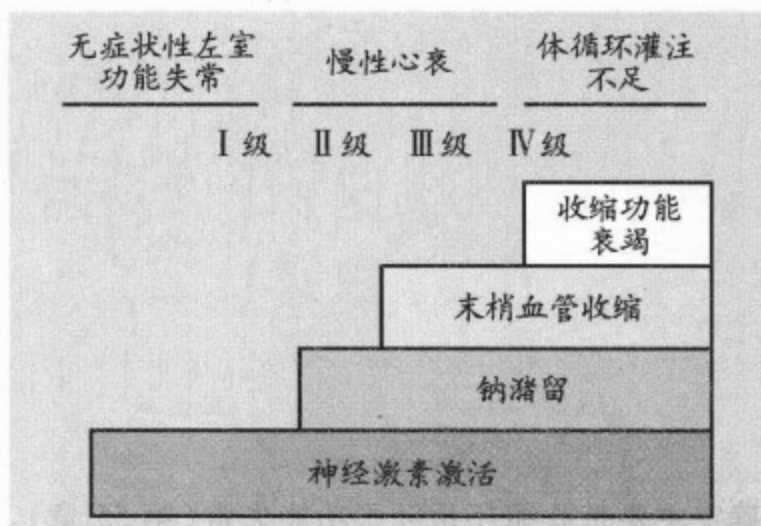 无症状性左室
功能失常
慢性心衰
体循环灌注
不足
Ⅰ级 Ⅱ级 Ⅲ级 Ⅳ级
收缩功能
衰竭
末梢血管收缩
钠潴留
神经激素激活